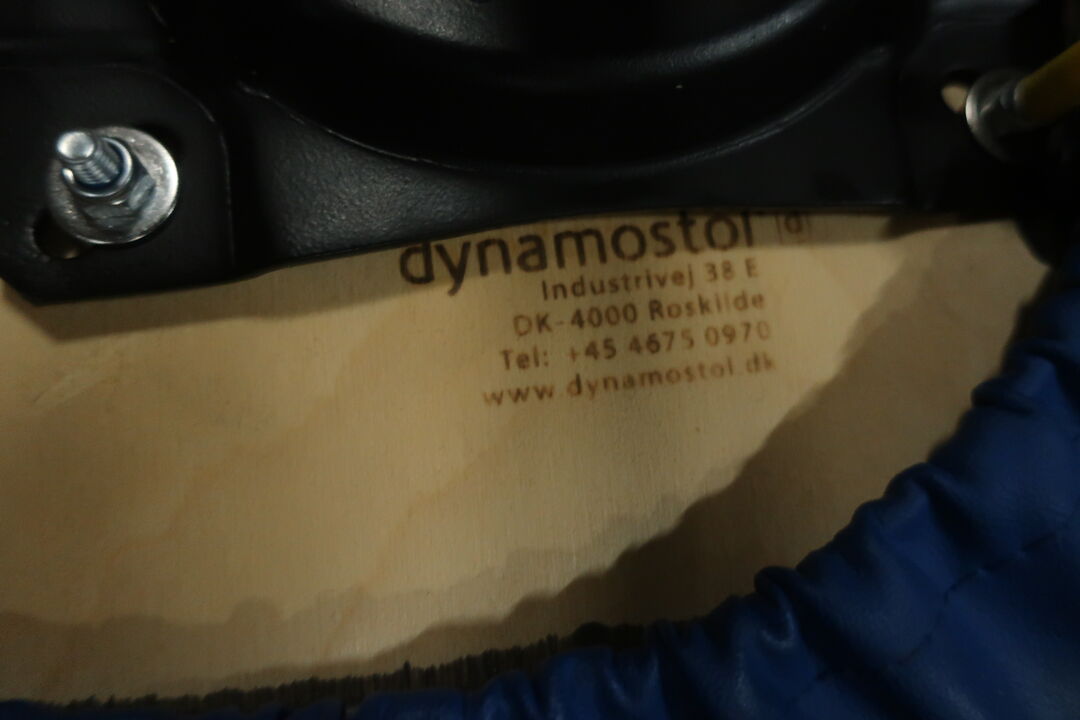 dynamostol d
Industrivej 38 E
DK-4000 Roskilde
Tel: +45 4675 0970
www.dynamostol.dk